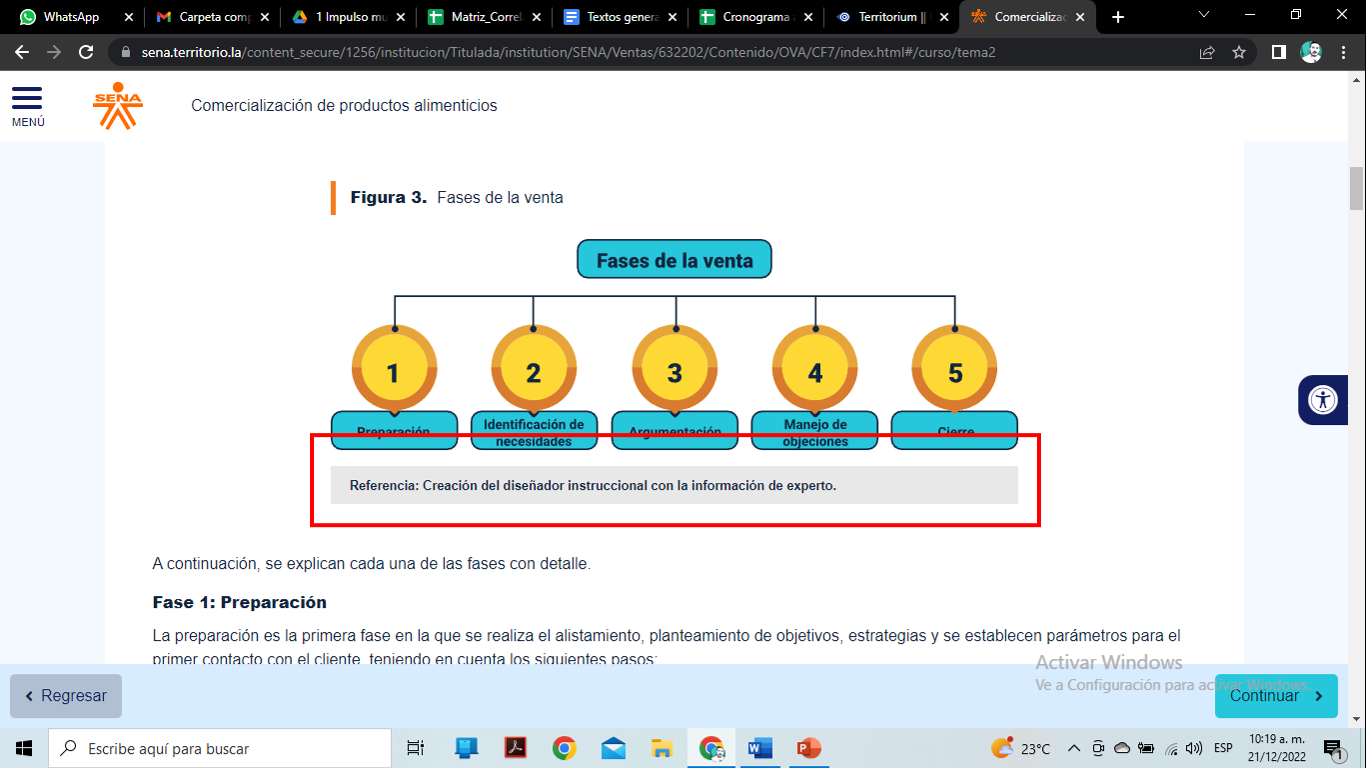 WhatsApp
Carpeta comp
1 Impulso mu
Matriz_Correl
Textos genera
Cronograma
Territorium ||
Comercializac
sena.territorio.la/content_secure/1256/institucion/Titulada/institution/SENA/Ventas/632202/Contenido/OVA/CF7/index.html#/curso/tema2
MENÚ
SENA
Comercialización de productos alimenticios
Figura 3. Fases de la venta
Fases de la venta
1 2 3 4 5
Preparación
Identificación de
necesidades
Argumentación
Manejo de
objeciones
Cierre
Referencia: Creación del diseñador instruccional con la información de experto.
A continuación, se explican cada una de las fases con detalle.
Fase 1: Preparación
La preparación es la primera fase en la que se realiza el alistamiento, planteamiento de objetivos, estrategias y se establecen parámetros para el
primer contacto con el cliente, teniendo en cuenta los siguientes pasos:
Activar Windows
Ve a Configuración para activar Windows.
Regresar
Continuar
Escribe aquí para buscar
23°C
ESP
10:19 a. m.
21/12/2022
1